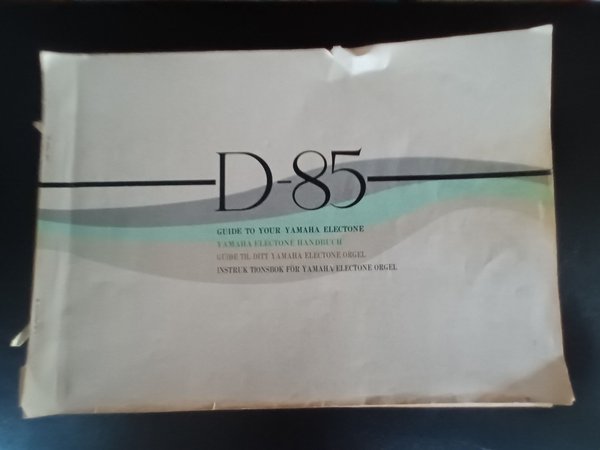 D-85
GUIDE TO YOUR YAMAHA ELECTONE
YAMAHA ELECTONE HANDBUCH
GUIDE TIL DITT YAMAHA ELECTONE ORGEL
INSTRUKTIONSBOK FÖR YAMAHA ELECTONE ORGEL